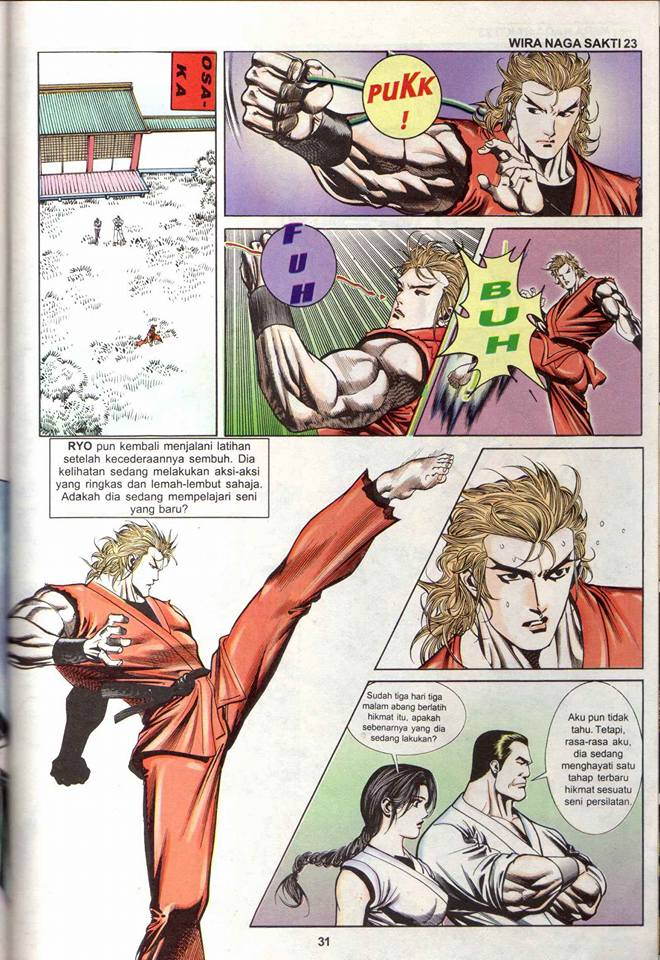 WIRA NAGA SAKTI 23
OSA-
KA
PUKK
!
FUH
BUH
RYO pun kembali menjalani latihan
setelah kecederaannya sembuh. Dia
kelihatan sedang melakukan aksi-aksi
yang ringkas dan lemah-lembut sahaja.
Adakah dia sedang mempelajari seni
yang baru?
Sudah tiga hari tiga
malam abang berlatih
hikmat itu, apakah
sebenarnya yang dia
sedang lakukan?
Aku pun tidak
tahu. Tetapi,
rasa-rasa aku,
dia sedang
menghayati satu
tahap terbaru
hikmat sesuatu
seni persilatan.
31